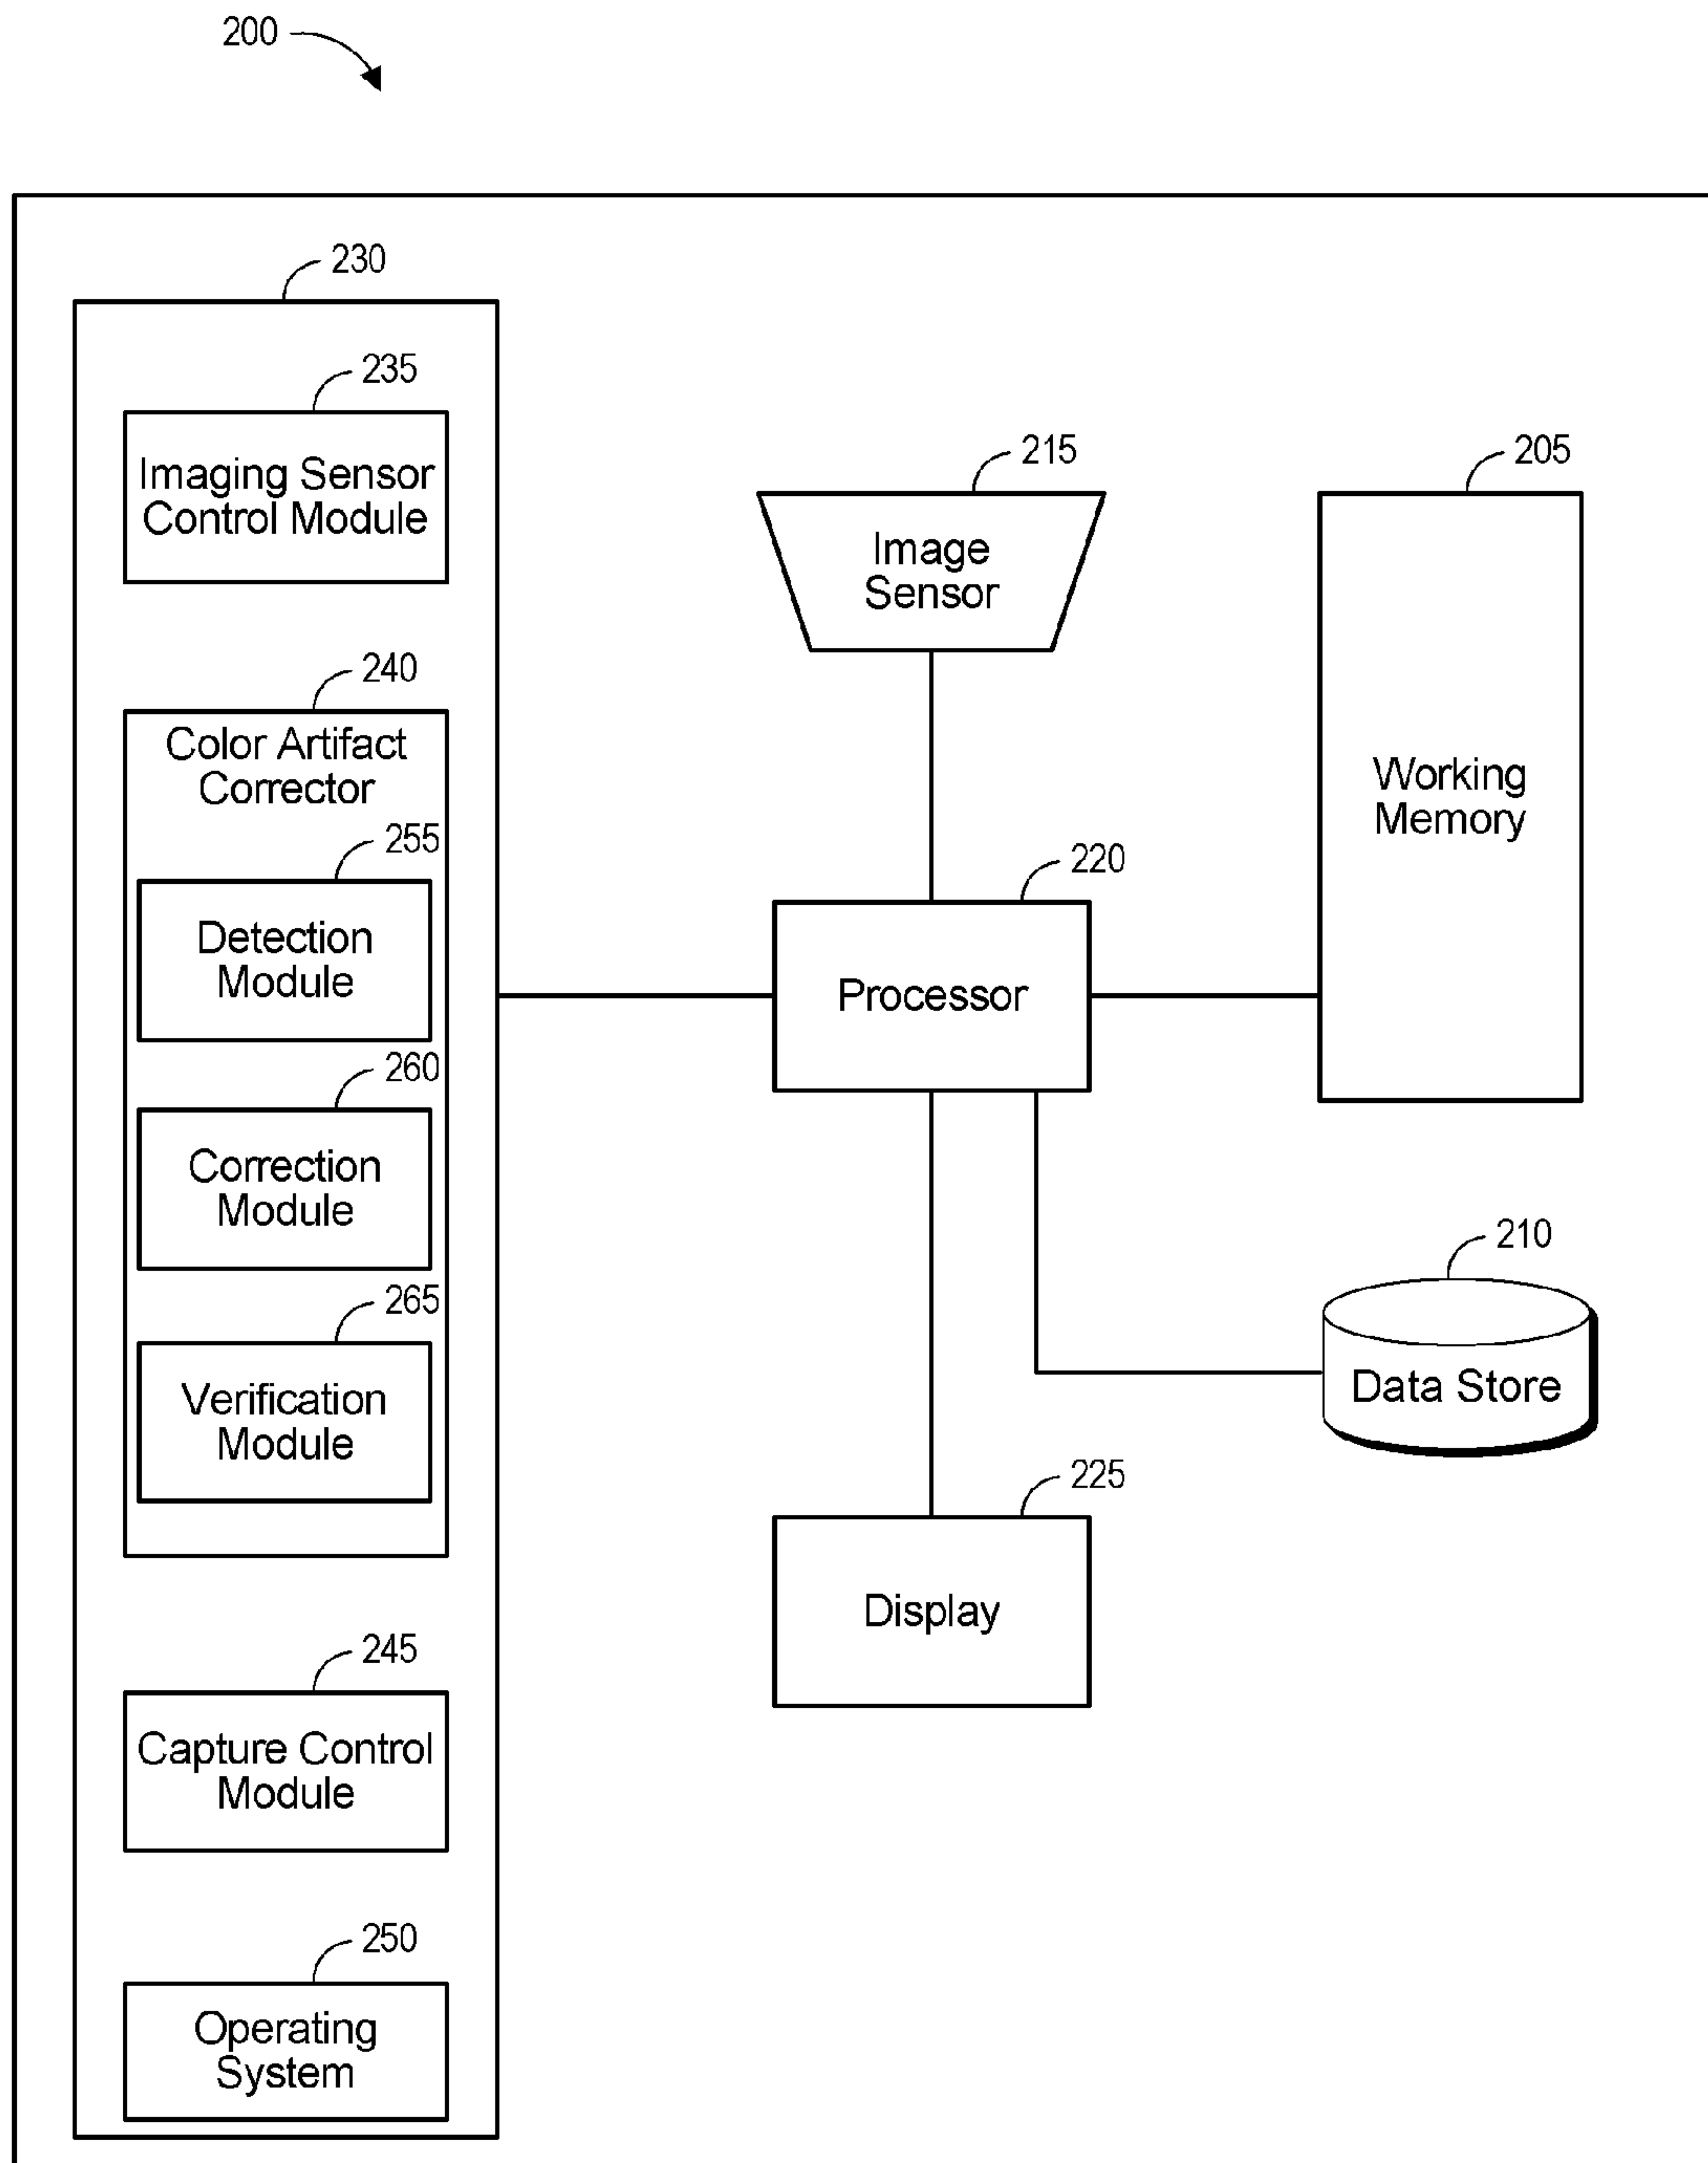 200
230
235
Imaging Sensor
Control Module
240
Color Artifact
Corrector
255
Detection
Module
260
Correction
Module
265
Verification
Module
245
Capture Control
Module
250
Operating
System
215
Image
Sensor
220
Processor
225
Display
205
Working
Memory
210
Data Store